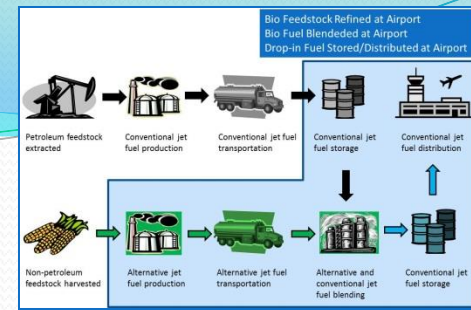 Bio Feedstock Refined at Airport
Bio Fuel Blendeded at Airport
Drop-in Fuel Stored/Distributed at Airport
Petroleum feedstock
extracted
Conventional jet
fuel production
Conventional jet fuel
transportation
Conventional jet
fuel storage
Conventional jet
fuel distribution
Non-petroleum
feedstock harvested
Alternative jet
fuel production
Alternative jet fuel
transportation
Alternative and
conventional jet
fuel blending
Conventional jet
fuel storage